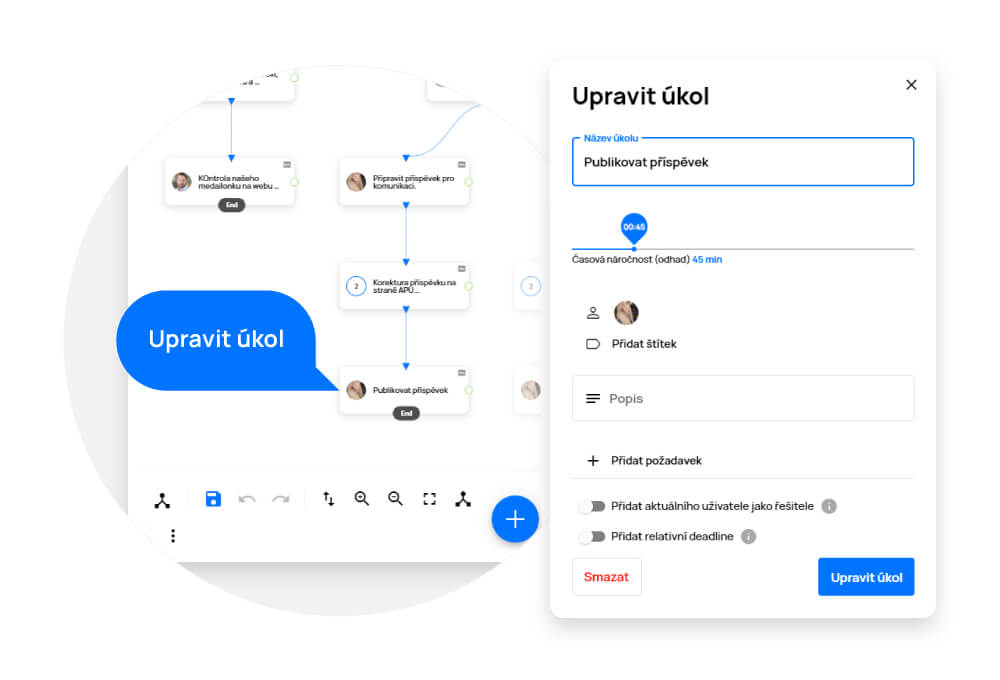 KOntrola našeho
medailonku na webu ...
End
Připravit příspěvek pro
komunikaci.
2
Korektura příspěvku na
straně APÚ...
2
Upravit úkol
Publikovat příspěvek
End
Upravit úkol
Název úkolu
Publikovat příspěvek
00:45
Časová náročnost (odhad) 45 min
Přidat štítek
Popis
Přidat požadavek
Přidat aktuálního uživatele jako řešitele
Přidat relativní deadline
Smazat
Upravit úkol